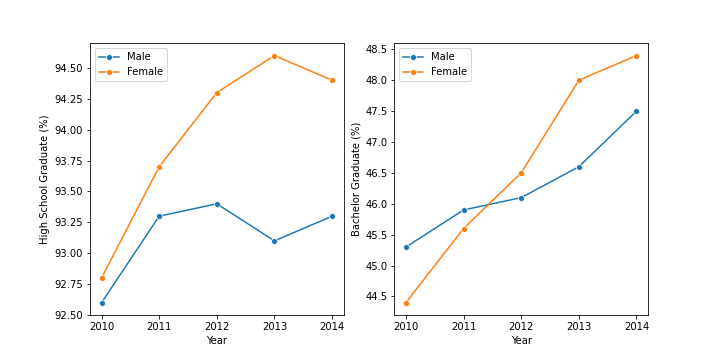 Male
Female
94.50
94.25
94.00
93.75
93.50
93.25
93.00
92.75
92.50
High School Graduate (%)
2010 2011 2012 2013 2014
Year
Male
Female
48.5
48.0
47.5
47.0
46.5
46.0
45.5
45.0
44.5
Bachelor Graduate (%)
2010 2011 2012 2013 2014
Year